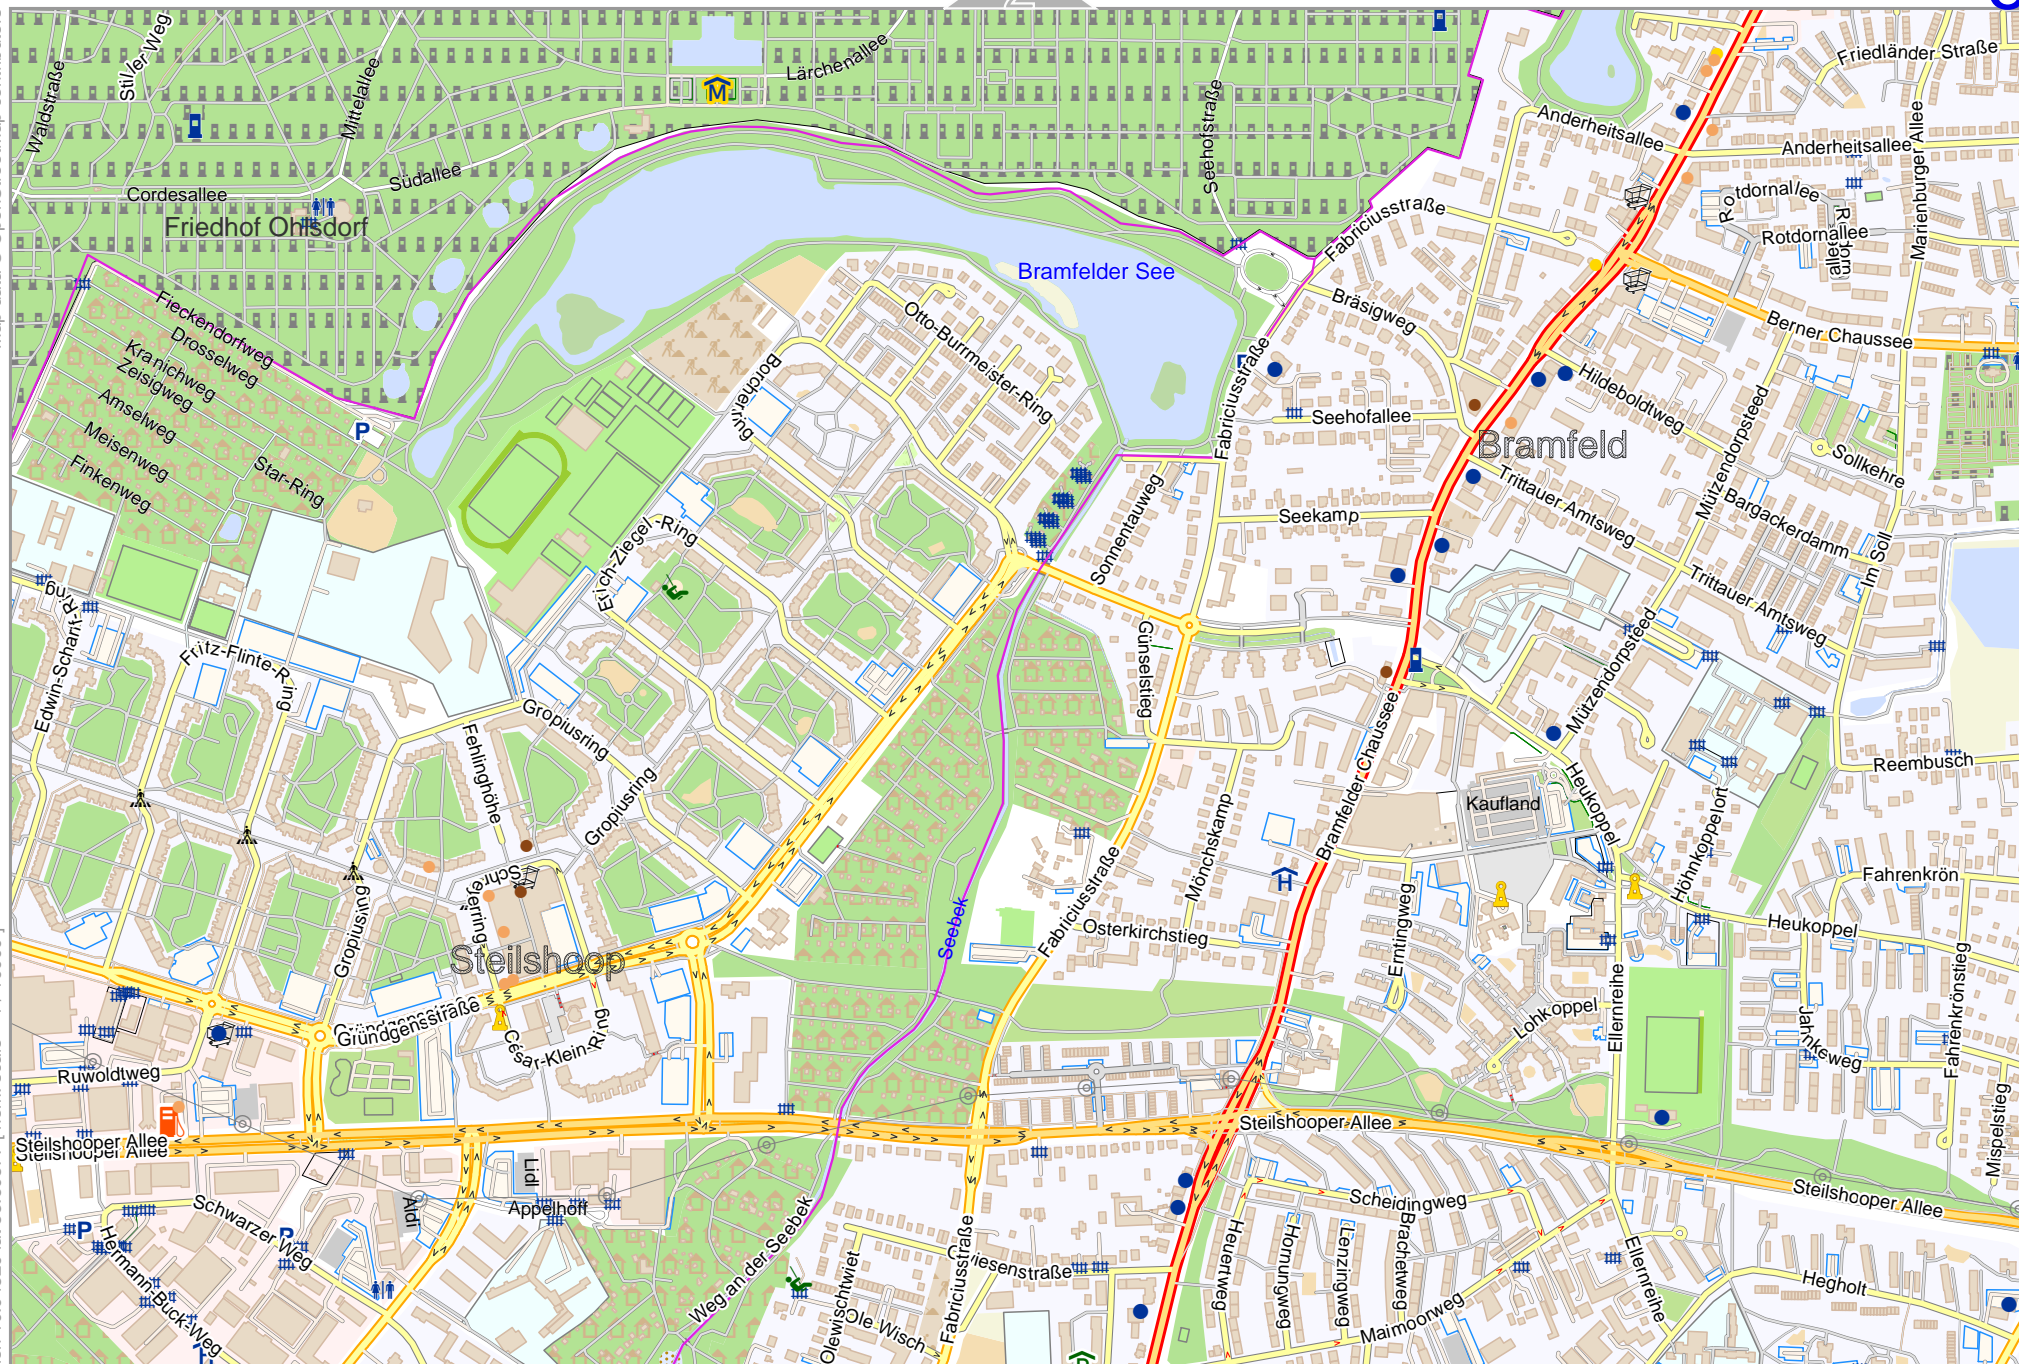 Waldstraße
Stiller Weg
Mittelallee
Lärchenallee
Seehofstraße
Friedländer Straße
Anderheitsallee
Anderheitsallee
Marienburger Allee
Cordesallee
Südallee
Friedhof Ohlsdorf
Fabriciusstraße
Rotdornallee
Rotdornallee
Bramfelder See
Fieckendorfweg
Drosselweg
Kranichweg
Zeisigweg
Amselweg
Meisenweg
Finkenweg
Star-Ring
P
Otto-Burrmeister-Ring
Borchertring
Bräsigweg
Berner Chaussee
Fabriciusstraße
Seehofallee
Hildeboldtweg
Mützendorpsteed
Bramfeld
Sollkehre
Bargackerdamm
Im Soll
Trittauer Amtsweg
Trittauer Amtsweg
Seekamp
Sonnentauweg
Erich-Ziegel-Ring
Edwin-Scharff-Ring
Fritz-Flinte-Ring
Günselstieg
Mützendorpsteed
Gropiusring
Fehlinghöhe
Gropiusring
Bramfelder Chaussee
Reembusch
Kaufland
Heukoppel
Höhnkoppelort
Mönchskamp
Fabriciusstraße
Fahrenkrön
Heukoppel
Schreyerring
Gropiusring
Seebek
Osterkirchstieg
Erntingweg
Steilshoop
H
Ellernreihe
Fahrenkrönstieg
Lohkoppel
Jahnkeweg
Gründgensstraße
César-Klein-Ring
Ruwoldtweg
Mispelstieg
Steilshooper Allee
Steilshooper Allee
Steilshooper Allee
Steilshooper Allee
Lidl
Aldi
Appelhoff
Schwarzer Weg
P
P
Hermann-Buck-Weg
Weg an der Seebek
Olewischtwiet
Ole Wisch
Fabriciusstraße
Scheidingweg
Heuerweg
Hornungweg
Lenzingweg
Brachetweg
Maimoorweg
Ellernreihe
Hegholt